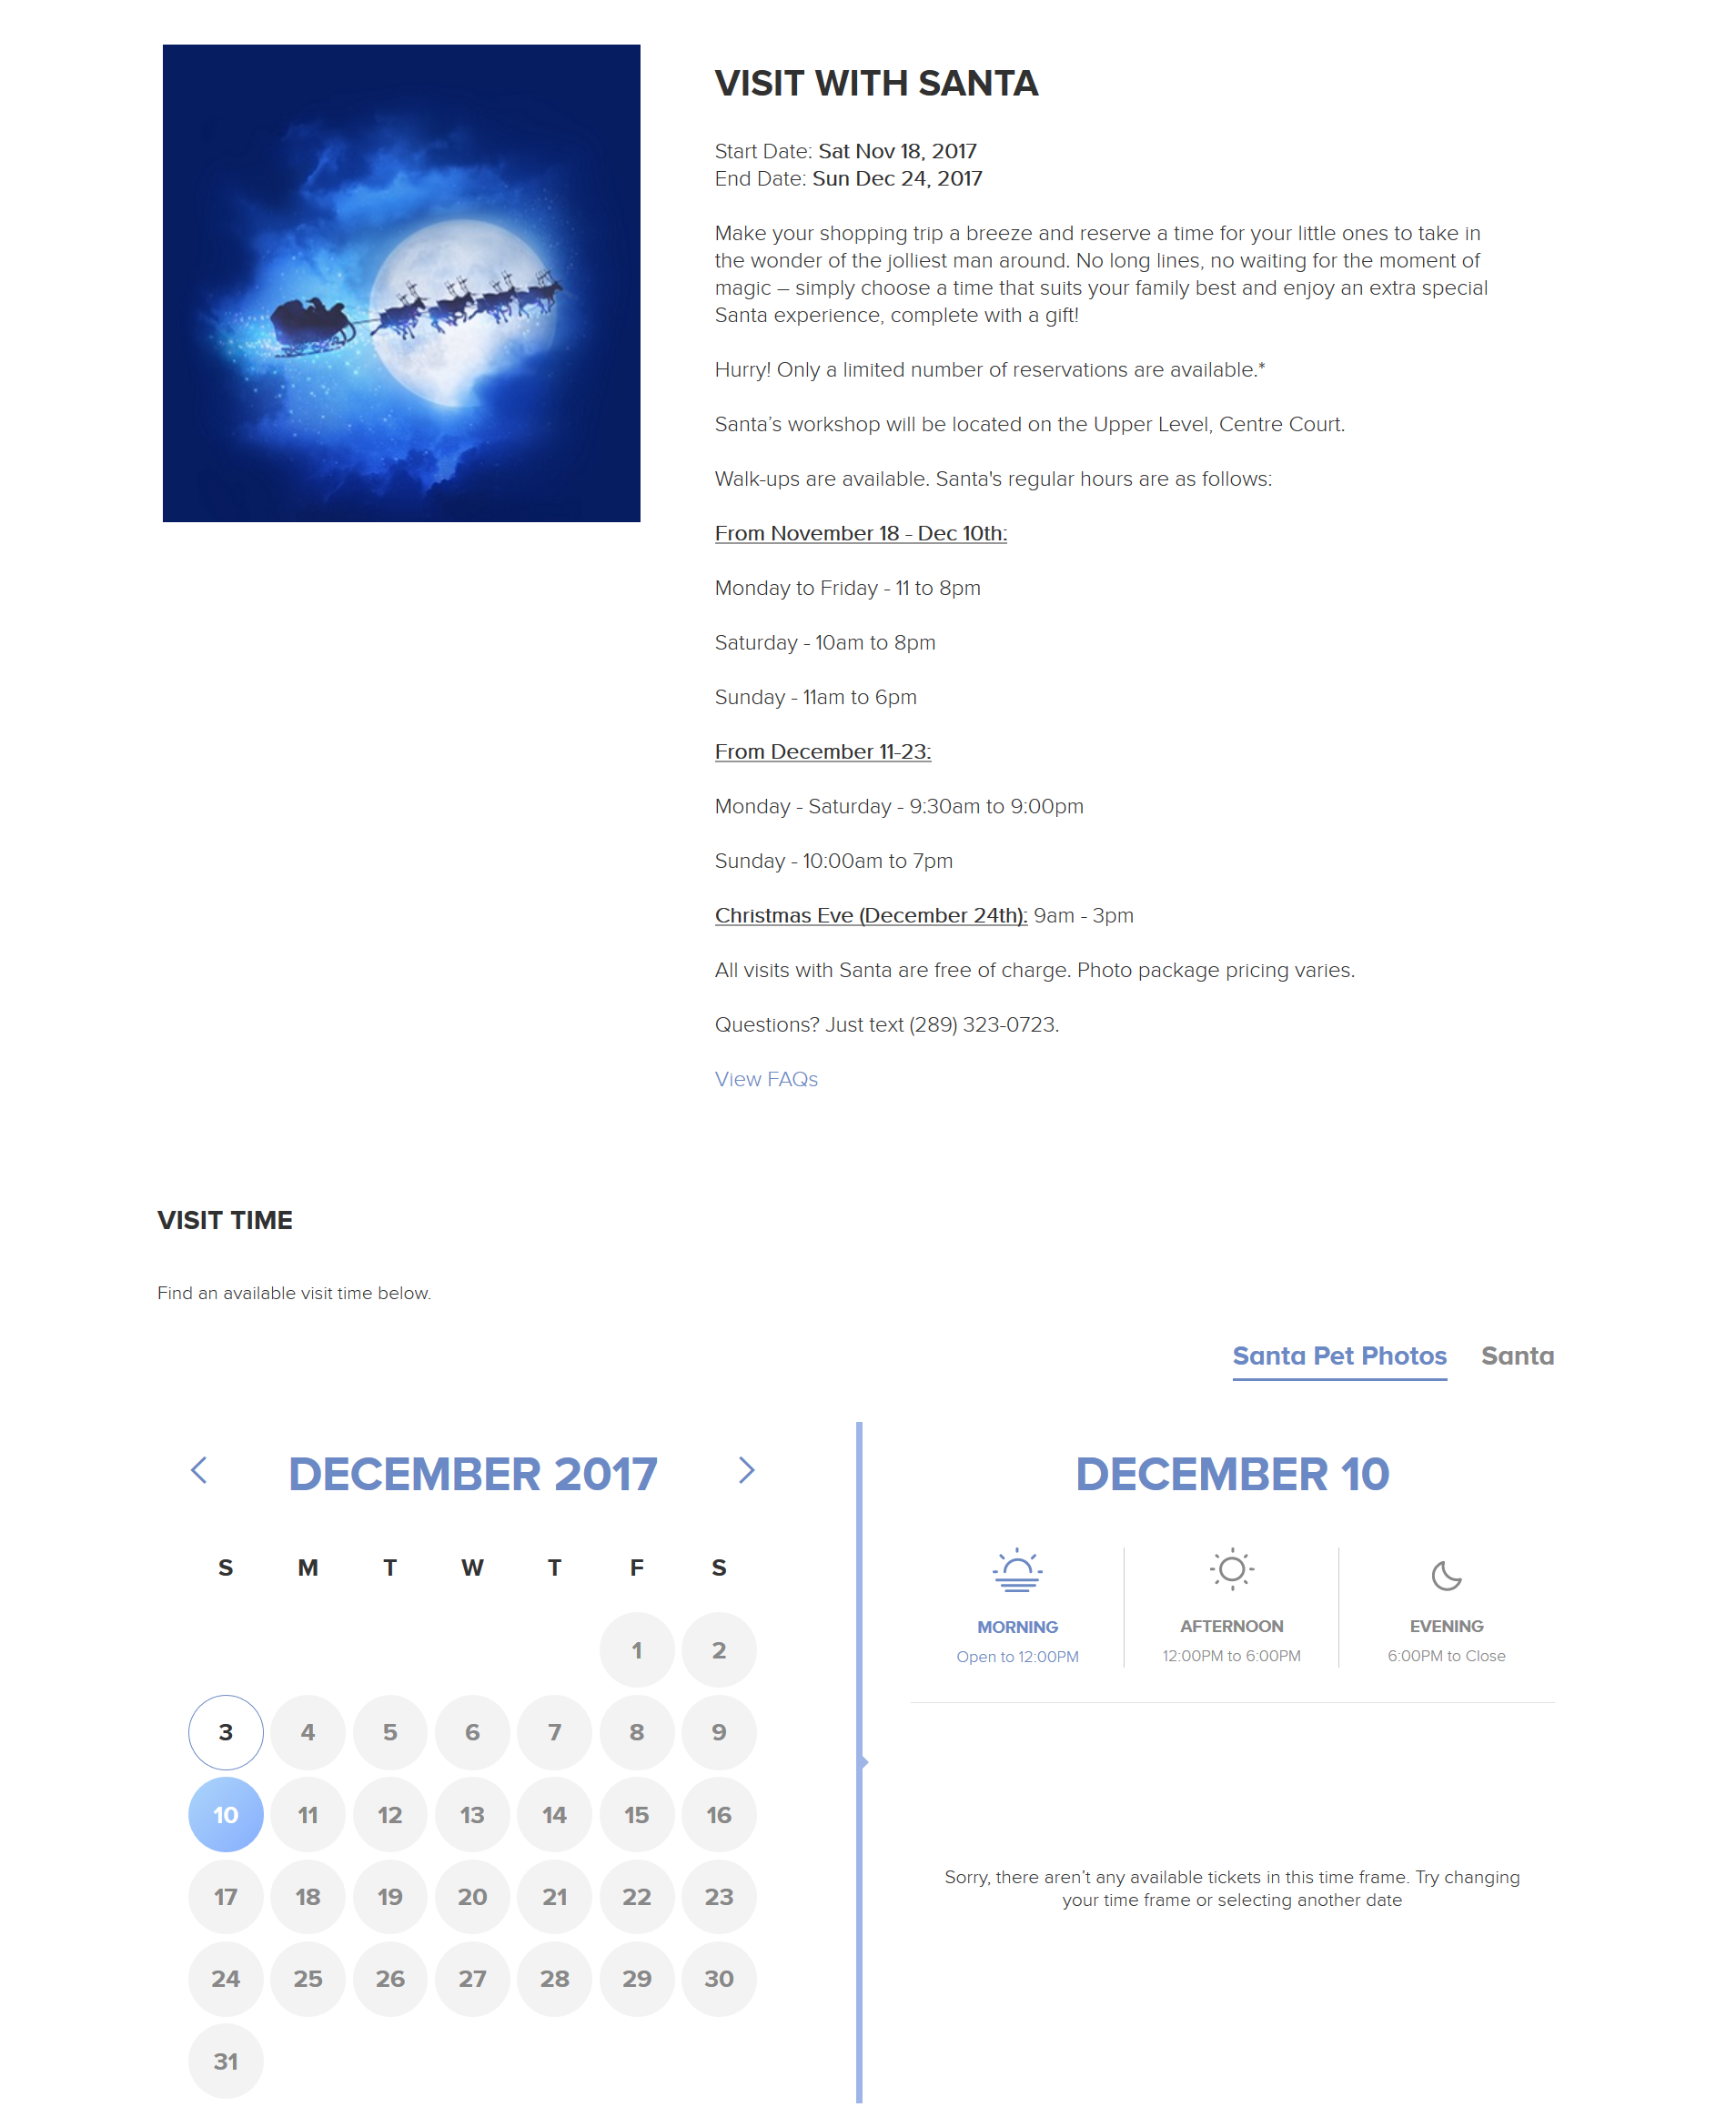 VISIT WITH SANTA
Start Date: Sat Nov 18, 2017
End Date: Sun Dec 24, 2017
Make your shopping trip a breeze and reserve a time for your little ones to take in
the wonder of the jolliest man around. No long lines, no waiting for the moment of
magic – simply choose a time that suits your family best and enjoy an extra special
Santa experience, complete with a gift!
Hurry! Only a limited number of reservations are available.*
Santa’s workshop will be located on the Upper Level, Centre Court.
Walk-ups are available. Santa's regular hours are as follows:
From November 18 - Dec 10th:
Monday to Friday - 11 to 8pm
Saturday - 10am to 8pm
Sunday - 11am to 6pm
From December 11-23:
Monday - Saturday - 9:30am to 9:00pm
Sunday - 10:00am to 7pm
Christmas Eve (December 24th): 9am - 3pm
All visits with Santa are free of charge. Photo package pricing varies.
Questions? Just text (289) 323-0723.
View FAQs
VISIT TIME
Find an available visit time below.
Santa Pet Photos Santa
DECEMBER 2017
S M T W T F S
1 2
3 4 5 6 7 8 9
10 11 12 13 14 15 16
17 18 19 20 21 22 23
24 25 26 27 28 29 30
31
DECEMBER 10
MORNING AFTERNOON EVENING
Open to 12:00PM 12:00PM to 6:00PM 6:00PM to Close
Sorry, there aren’t any available tickets in this time frame. Try changing
your time frame or selecting another date